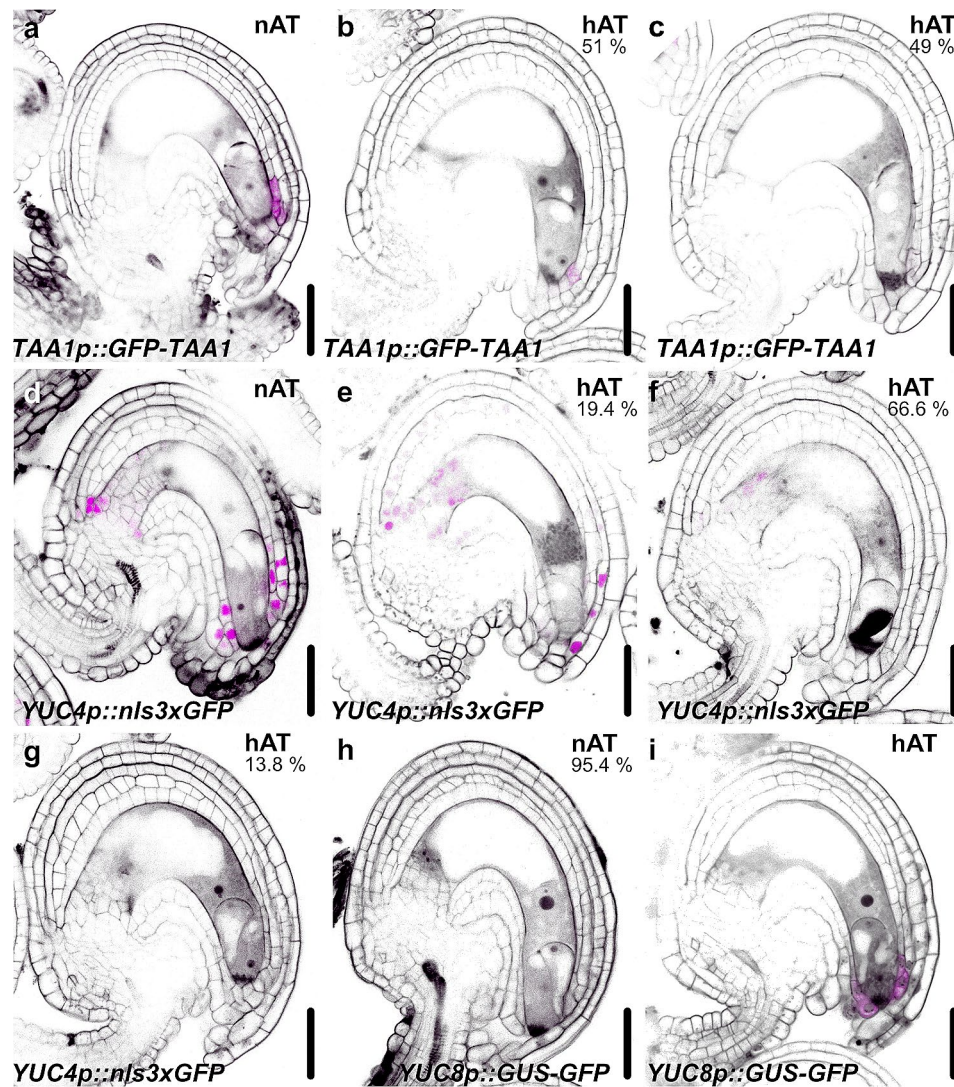 a nAT
TAA1p::GFP-TAA1
b hAT
51 %
TAA1p::GFP-TAA1
c hAT
49 %
TAA1p::GFP-TAA1
d nAT
YUC4p::nls3xGFP
e hAT
19.4 %
YUC4p::nls3xGFP
f hAT
66.6 %
YUC4p::nls3xGFP
g hAT
13.8 %
YUC4p::nls3xGFP
h nAT
95.4 %
YUC8p::GUS-GFP
i hAT
YUC8p::GUS-GFP